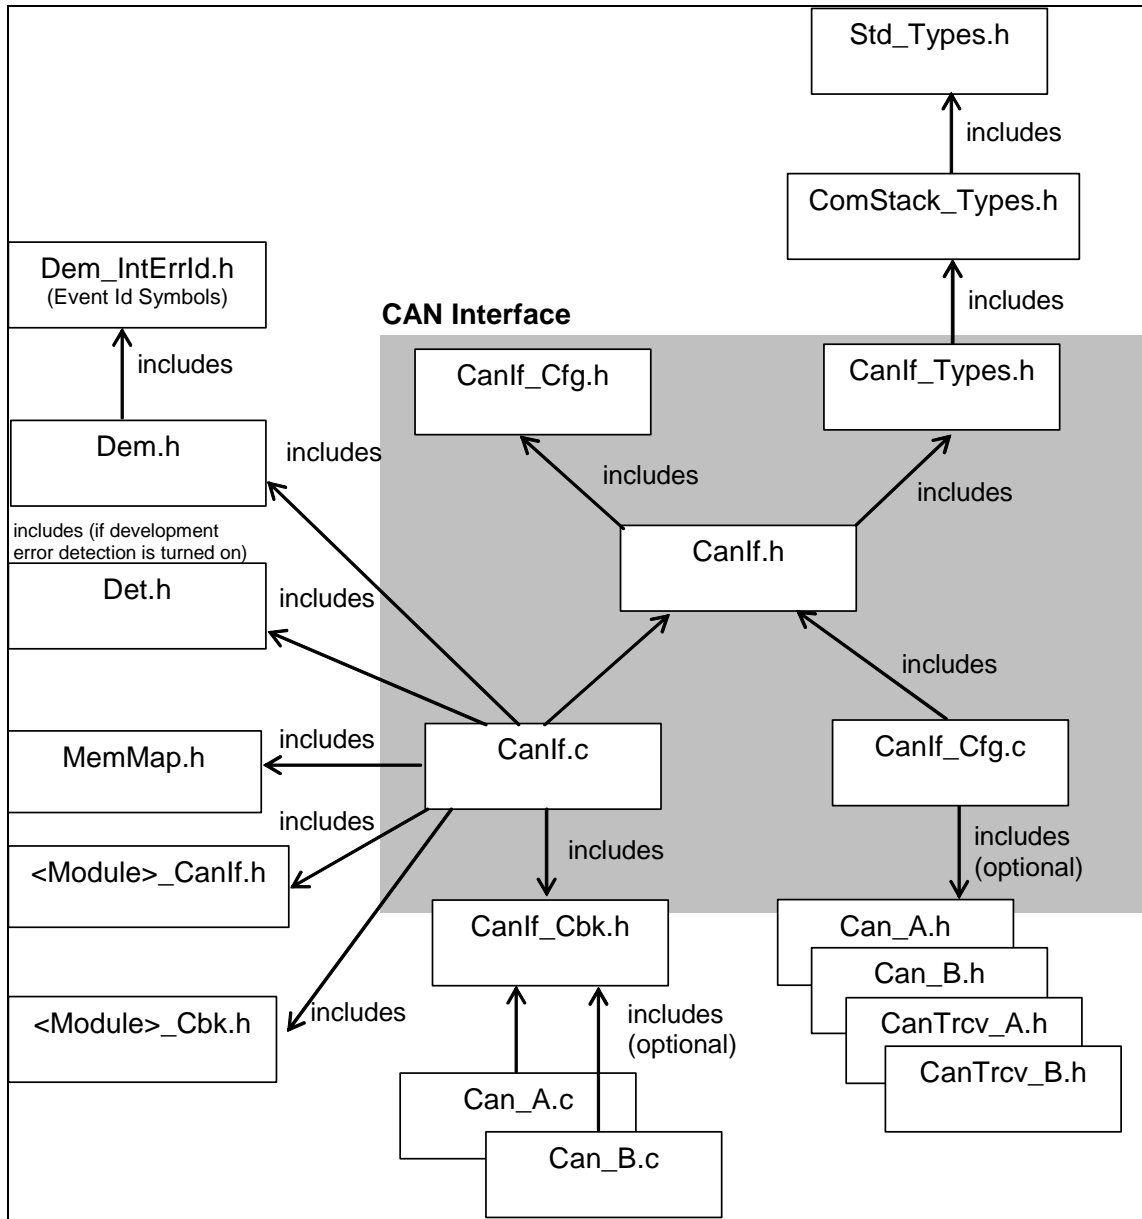 Std_Types.h
includes
ComStack_Types.h
Dem_IntErrId.h
(Event Id Symbols)
includes
CAN Interface
includes
CanIf_Cfg.h
CanIf_Types.h
Dem.h
includes
includes
includes
includes (if development
error detection is turned on)
Det.h
includes
CanIf.h
includes
MemMap.h
includes
CanIf.c
CanIf_Cfg.c
<Module>_CanIf.h
includes
includes
includes
(optional)
CanIf_Cbk.h
Can_A.h
Can_B.h
CanTrcv_A.h
CanTrcv_B.h
<Module>_Cbk.h
includes
includes
(optional)
Can_A.c
Can_B.c